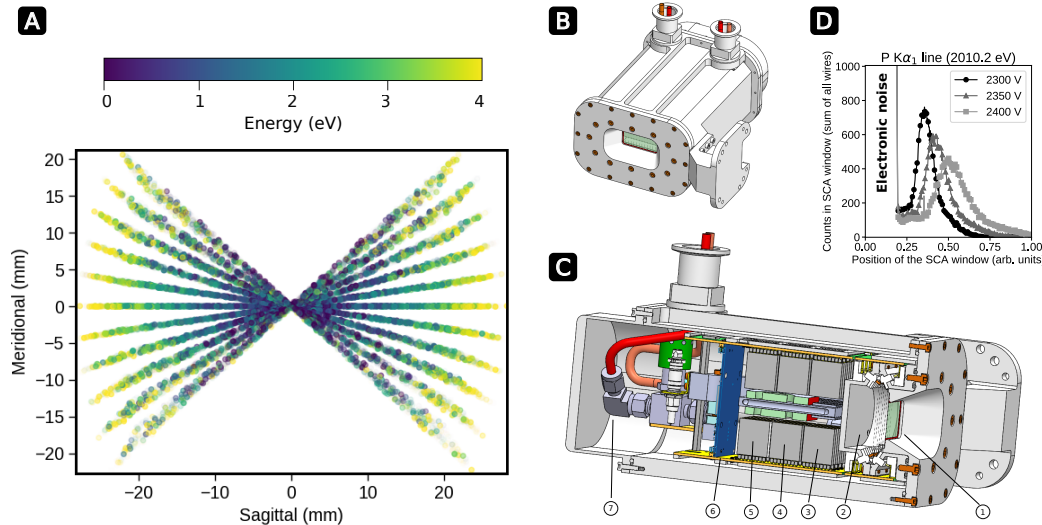 A
0 1 2 3 4
Energy (eV)
20
15
10
5
0
−5
−10
−15
−20
Meridional (mm)
−20 −10 0 10 20
Sagittal (mm)
B
D
P Kα₁ line (2010.2 eV)
1000
800
600
400
200
0
Counts in SCA window (sum of all wires)
Electronic noise
2300 V
2350 V
2400 V
0.00 0.25 0.50 0.75 1.00
Position of the SCA window (arb. units
C
7 6 5 4 3 2 1